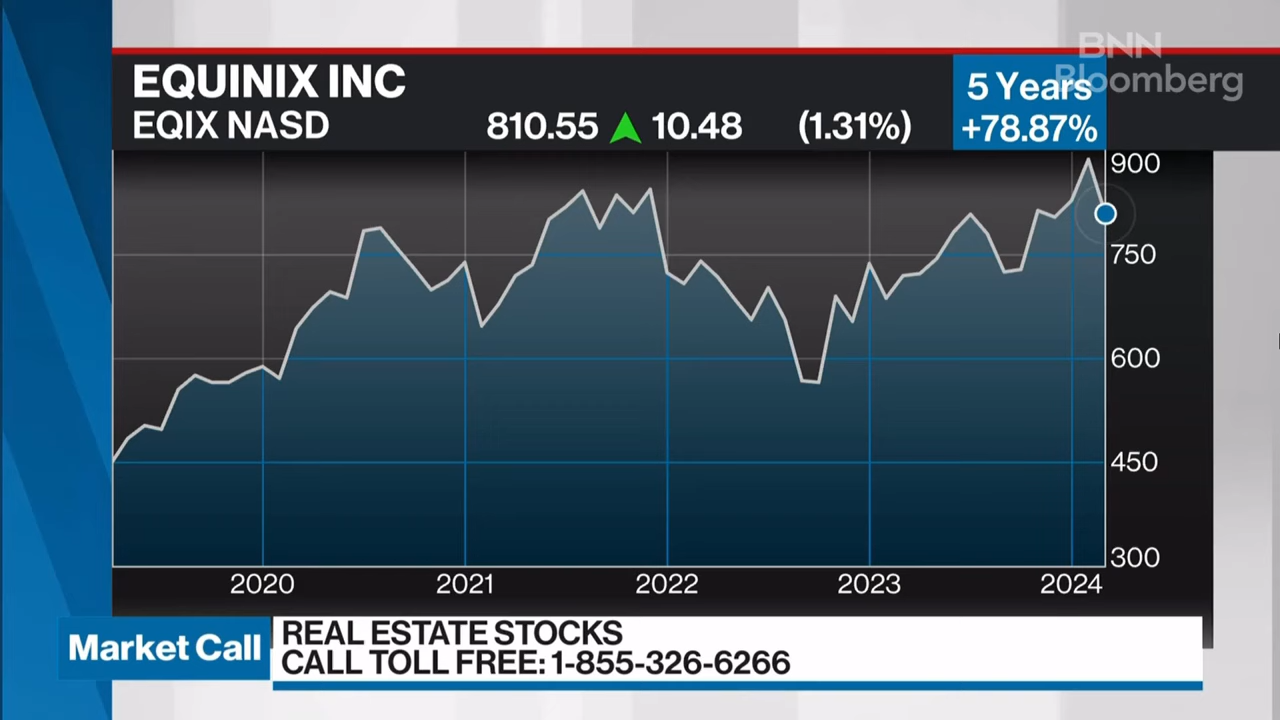 BNN
Bloomberg
EQUINIX INC
EQIX NASD
810.55 10.48 (1.31%)
5 Years
+78.87%
900
750
600
450
300
2020 2021 2022 2023 2024
Market Call
REAL ESTATE STOCKS
CALL TOLL FREE: 1-855-326-6266